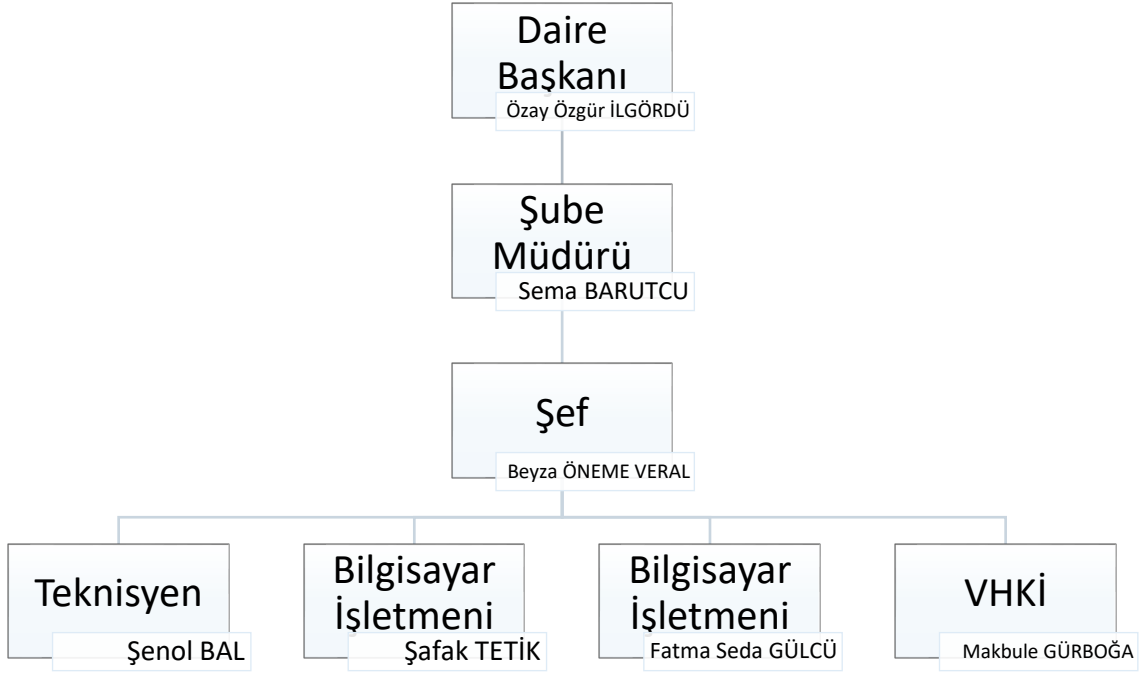 Daire
Başkanı
Özay Özgür İLGÖRDÜ
Şube
Müdürü
Sema BARUTCU
Şef
Beyza ÖNEME VERAL
Teknisyen
Şenol BAL
Bilgisayar
İşletmeni
Şafak TETİK
Bilgisayar
İşletmeni
Fatma Seda GÜLCÜ
VHKİ
Makbule GÜRBOĞA